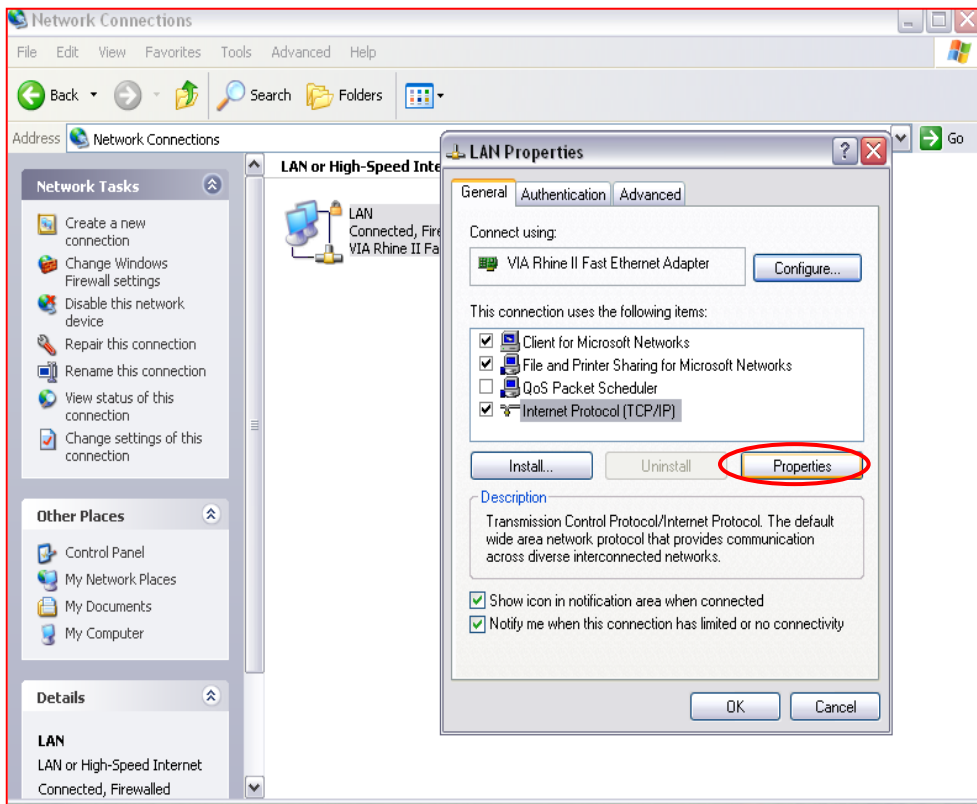 Network Connections
File Edit View Favorites Tools Advanced Help
Back Search Folders
Address Network Connections Go
Network Tasks
Create a new
connection
Change Windows
Firewall settings
Disable this network
device
Repair this connection
Rename this connection
View status of this
connection
Change settings of this
connection
Other Places
Control Panel
My Network Places
My Documents
My Computer
Details
LAN
LAN or High-Speed Internet
Connected, Firewalled
LAN or High-Speed Inte
LAN
Connected, Fire
VIA Rhine II Fa
LAN Properties
General Authentication Advanced
Connect using:
VIA Rhine II Fast Ethernet Adapter
Configure...
This connection uses the following items:
Client for Microsoft Networks
File and Printer Sharing for Microsoft Networks
QoS Packet Scheduler
Internet Protocol (TCP/IP)
Install... Uninstall Properties
Description
Transmission Control Protocol/Internet Protocol. The default
wide area network protocol that provides communication
across diverse interconnected networks.
Show icon in notification area when connected
Notify me when this connection has limited or no connectivity
OK Cancel